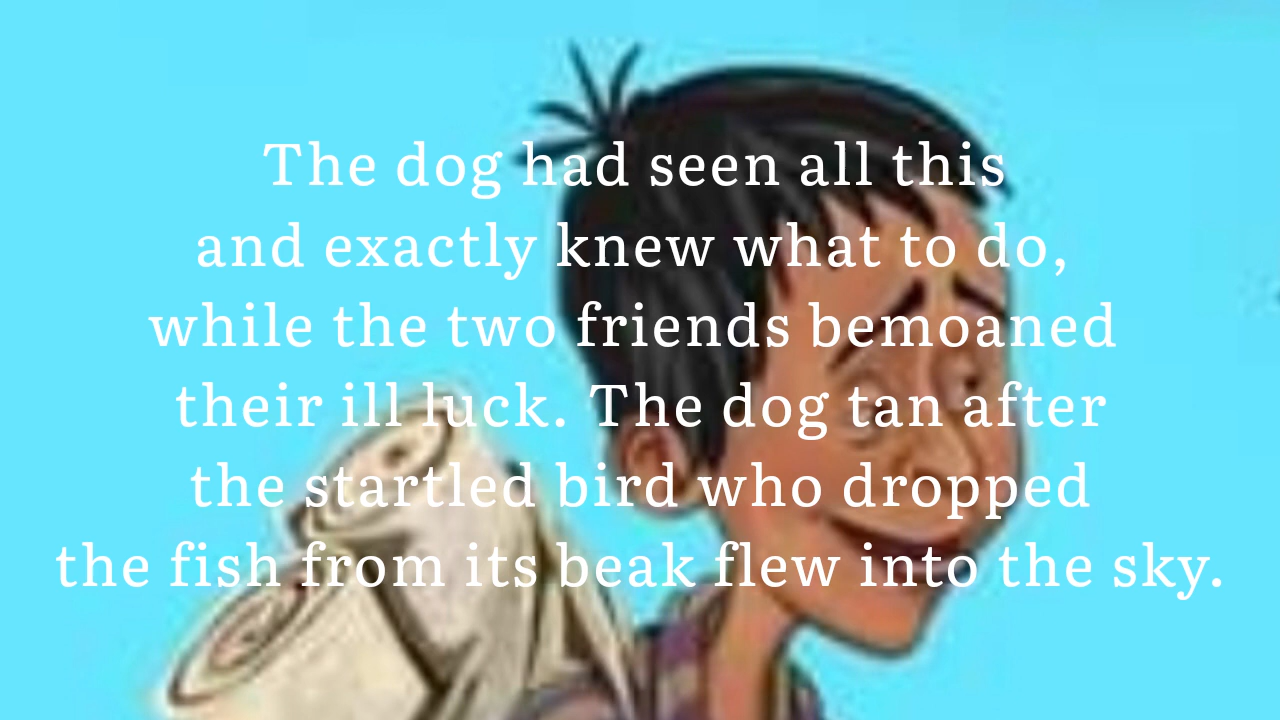 The dog had seen all this
and exactly knew what to do,
while the two friends bemoaned
their ill luck. The dog tan after
the startled bird who dropped
the fish from its beak flew into the sky.